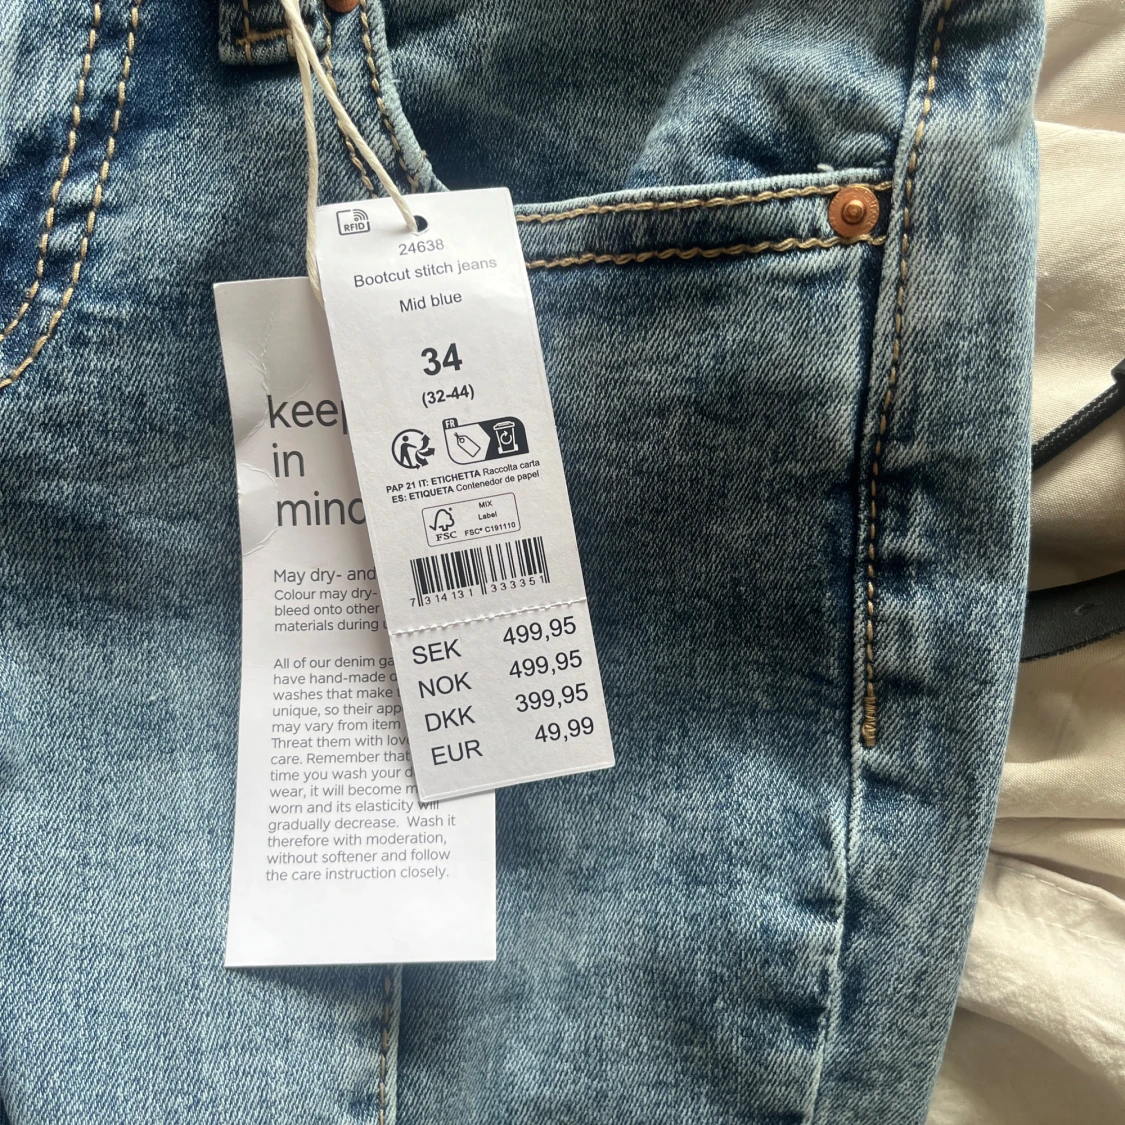 RFID
24638
Bootcut stitch jeans
Mid blue
34
(32-44)
FR
PAP 21 IT: ETICHETTA Raccolta carta
ES: ETIQUETA Contenedor de papel
FSC
MIX
Label
FSC® C191110
7 314131 333351
SEK 499,95
NOK 499,95
DKK 399,95
EUR 49,99
keep
in
mind
May dry- and
Colour may dry-
bleed onto other
materials during
All of our denim
have hand-made
washes that make
unique, so their
may vary from item
Threat them with
care. Remember that
time you wash your
wear, it will become
worn and its elasticity will
gradually decrease. Wash it
therefore with moderation,
without softener and follow
the care instruction closely.